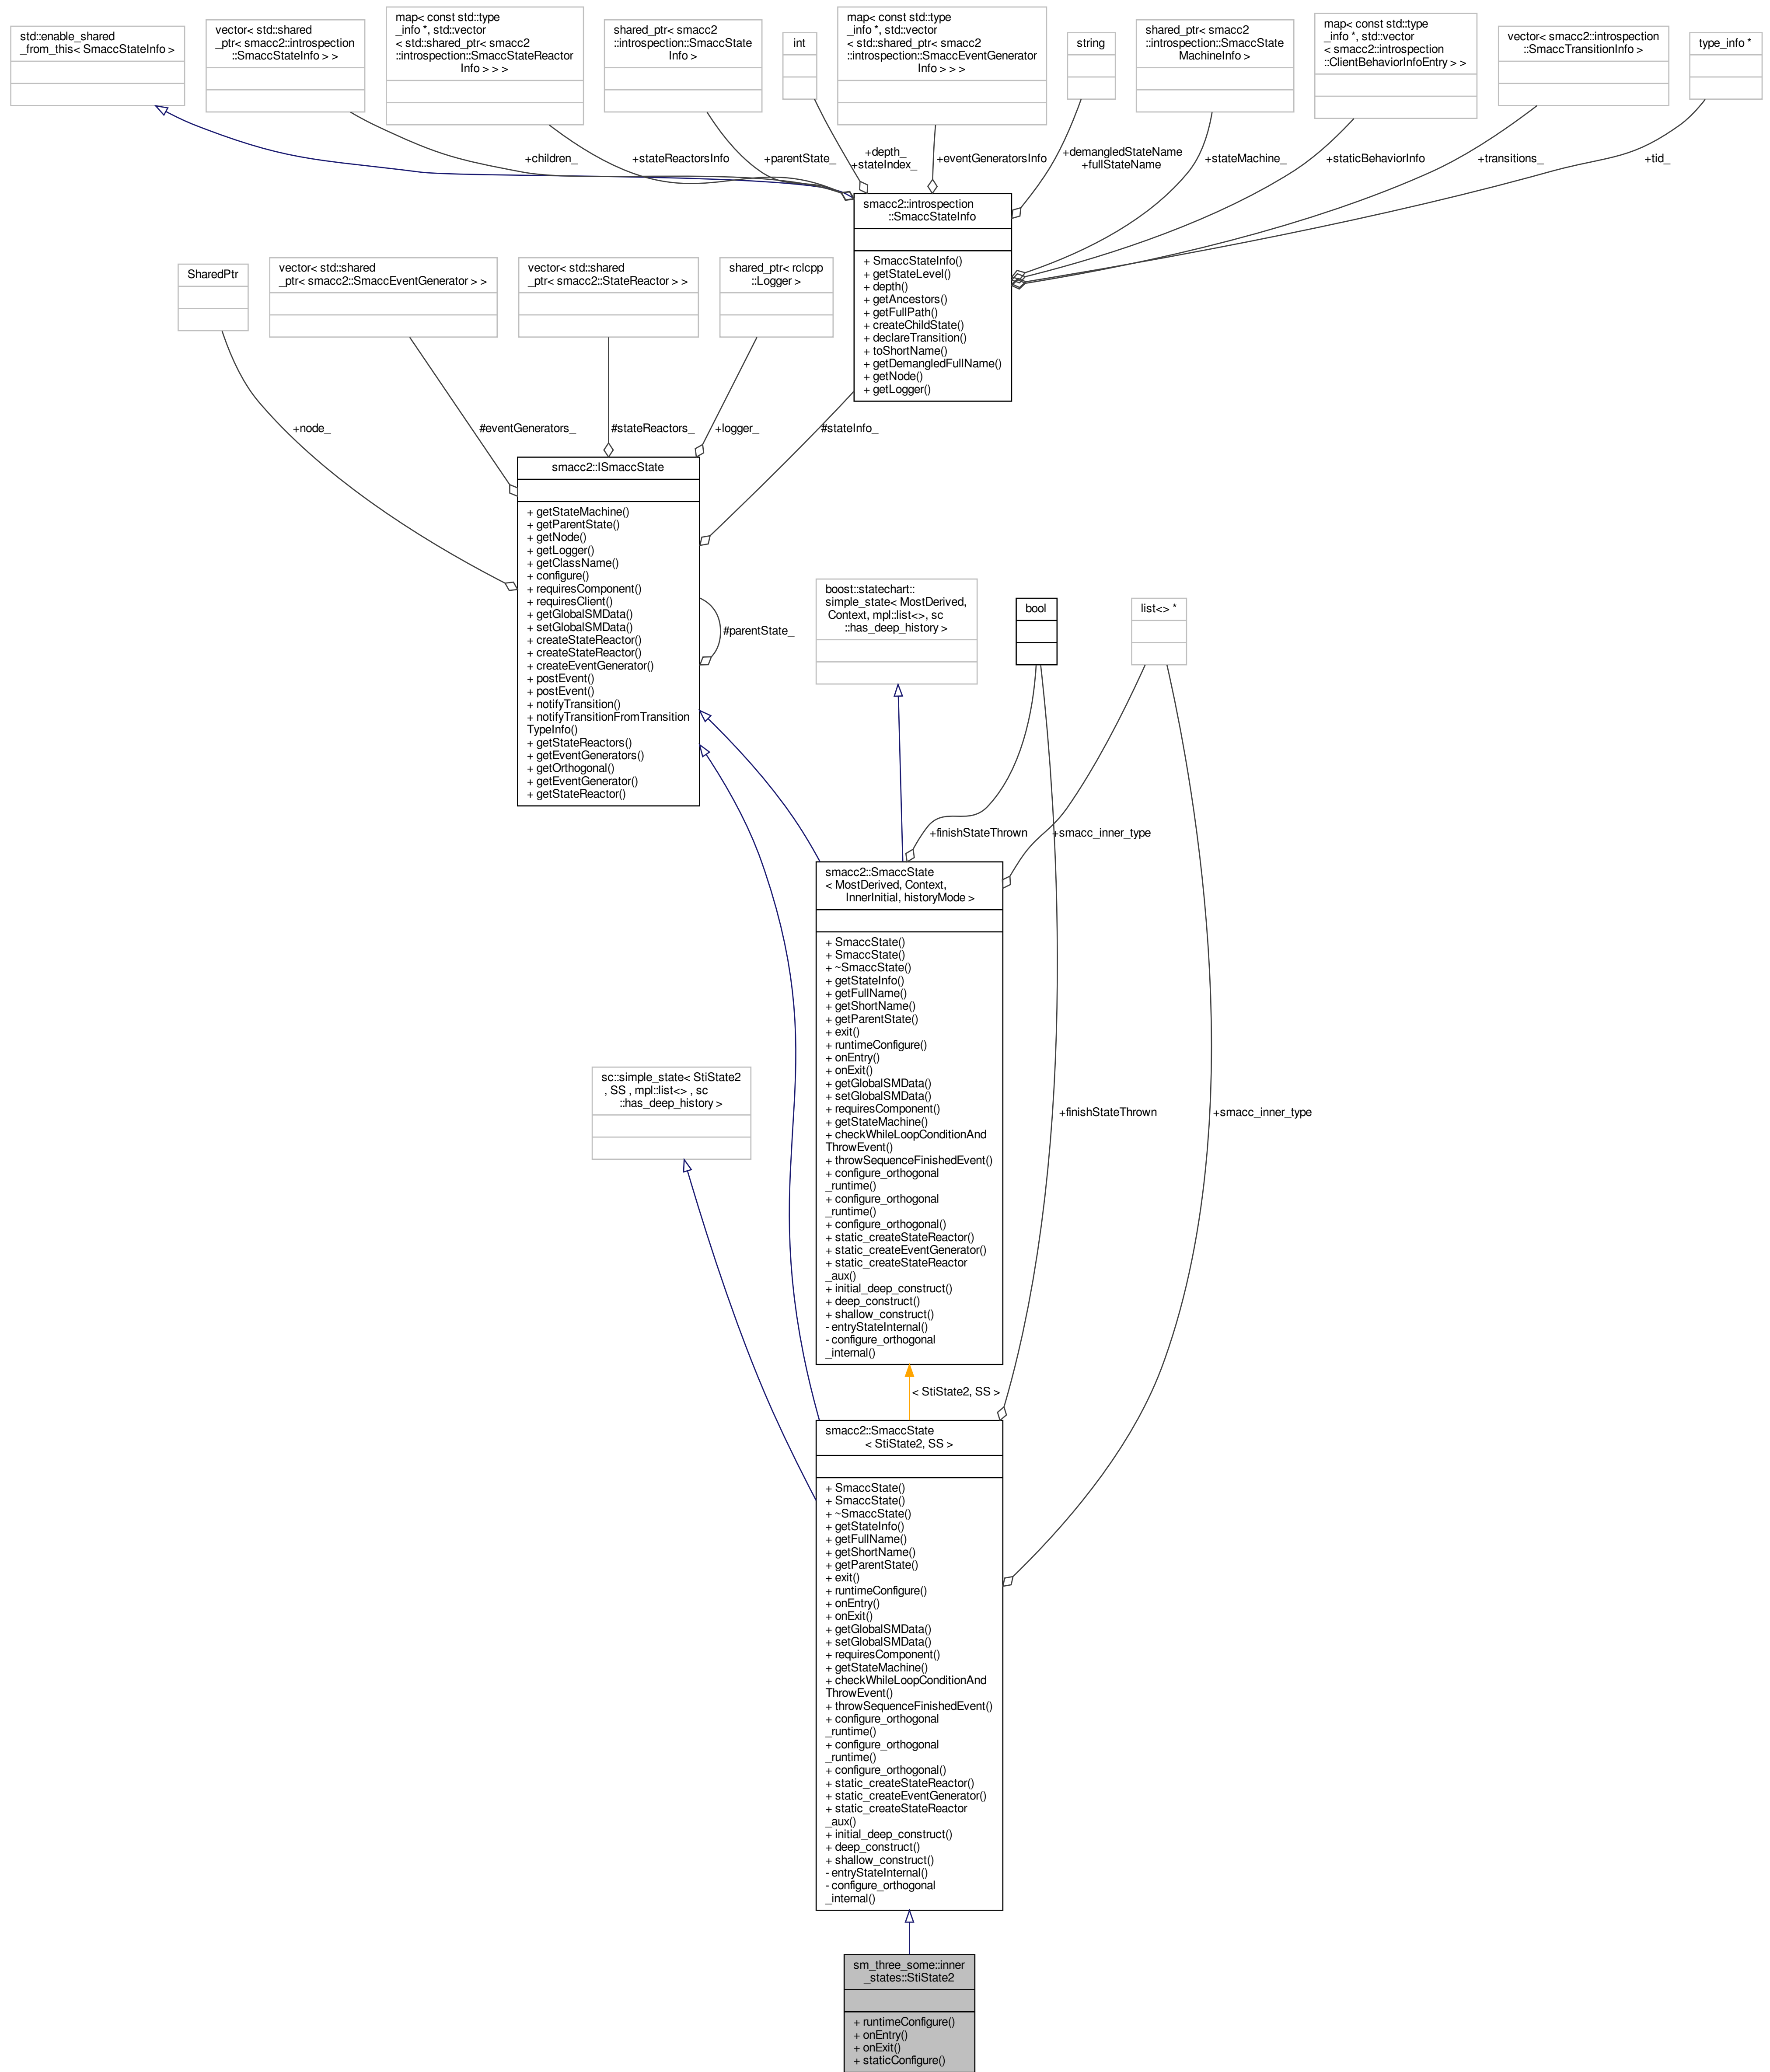 std::enable_shared
_from_this< SmaccStateInfo >
vector< std::shared
_ptr< smacc2::introspection
::SmaccStateInfo > >
map< const std::type
_info *, std::vector
< std::shared_ptr< smacc2
::introspection::SmaccStateReactor
Info > > >
shared_ptr< smacc2
::introspection::SmaccState
Info >
int
map< const std::type
_info *, std::vector
< std::shared_ptr< smacc2
::introspection::SmaccEventGenerator
Info > > >
string
shared_ptr< smacc2
::introspection::SmaccState
MachineInfo >
map< const std::type
_info *, std::vector
< smacc2::introspection
::ClientBehaviorInfoEntry > >
vector< smacc2::introspection
::SmaccTransitionInfo >
type_info *
+children_
+stateReactorsInfo
+parentState_
+depth_
+stateIndex_
+eventGeneratorsInfo
+demangledStateName
+fullStateName
+stateMachine_
+staticBehaviorInfo
+transitions_
+tid_
smacc2::introspection
::SmaccStateInfo
+ SmaccStateInfo()
+ getStateLevel()
+ depth()
+ getAncestors()
+ getFullPath()
+ createChildState()
+ declareTransition()
+ toShortName()
+ getDemangledFullName()
+ getNode()
+ getLogger()
SharedPtr
vector< std::shared
_ptr< smacc2::SmaccEventGenerator > >
vector< std::shared
_ptr< smacc2::StateReactor > >
shared_ptr< rclcpp
::Logger >
+node_
#eventGenerators_
#stateReactors_
+logger_
#stateInfo_
smacc2::ISmaccState
+ getStateMachine()
+ getParentState()
+ getNode()
+ getLogger()
+ getClassName()
+ configure()
+ requiresComponent()
+ requiresClient()
+ getGlobalSMData()
+ setGlobalSMData()
+ createStateReactor()
+ createStateReactor()
+ createEventGenerator()
+ postEvent()
+ postEvent()
+ notifyTransition()
+ notifyTransitionFromTransition
TypeInfo()
+ getStateReactors()
+ getEventGenerators()
+ getOrthogonal()
+ getEventGenerator()
+ getStateReactor()
#parentState_
boost::statechart::
simple_state< MostDerived,
Context, mpl::list<>, sc
::has_deep_history >
bool
list<> *
+finishStateThrown
+smacc_inner_type
smacc2::SmaccState
< MostDerived, Context,
InnerInitial, historyMode >
+ SmaccState()
+ SmaccState()
+ ~SmaccState()
+ getStateInfo()
+ getFullName()
+ getShortName()
+ getParentState()
+ exit()
+ runtimeConfigure()
+ onEntry()
+ onExit()
+ getGlobalSMData()
+ setGlobalSMData()
+ requiresComponent()
+ getStateMachine()
+ checkWhileLoopConditionAnd
ThrowEvent()
+ throwSequenceFinishedEvent()
+ configure_orthogonal
_runtime()
+ configure_orthogonal
_runtime()
+ configure_orthogonal()
+ static_createStateReactor()
+ static_createEventGenerator()
+ static_createStateReactor
_aux()
+ initial_deep_construct()
+ deep_construct()
+ shallow_construct()
- entryStateInternal()
- configure_orthogonal
_internal()
sc::simple_state< StiState2
, SS , mpl::list<> , sc
::has_deep_history >
+finishStateThrown
+smacc_inner_type
< StiState2, SS >
smacc2::SmaccState
< StiState2, SS >
+ SmaccState()
+ SmaccState()
+ ~SmaccState()
+ getStateInfo()
+ getFullName()
+ getShortName()
+ getParentState()
+ exit()
+ runtimeConfigure()
+ onEntry()
+ onExit()
+ getGlobalSMData()
+ setGlobalSMData()
+ requiresComponent()
+ getStateMachine()
+ checkWhileLoopConditionAnd
ThrowEvent()
+ throwSequenceFinishedEvent()
+ configure_orthogonal
_runtime()
+ configure_orthogonal
_runtime()
+ configure_orthogonal()
+ static_createStateReactor()
+ static_createEventGenerator()
+ static_createStateReactor
_aux()
+ initial_deep_construct()
+ deep_construct()
+ shallow_construct()
- entryStateInternal()
- configure_orthogonal
_internal()
sm_three_some::inner
_states::StiState2
+ runtimeConfigure()
+ onEntry()
+ onExit()
+ staticConfigure()